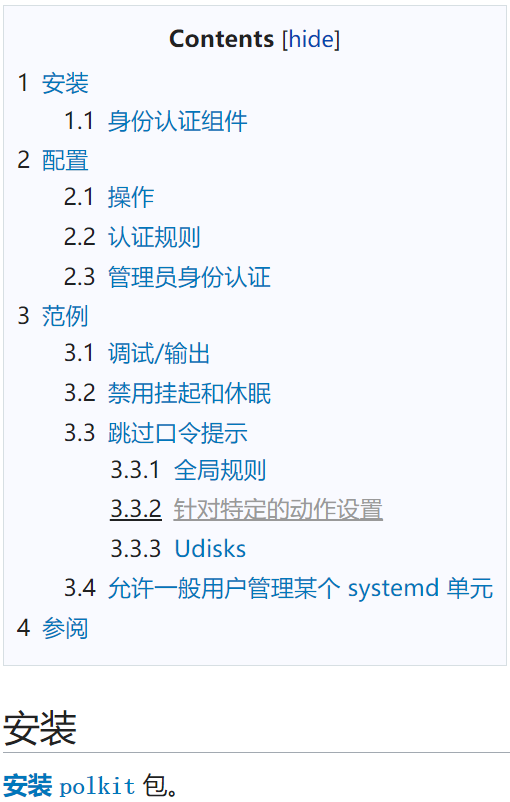 Contents [hide]
1 安装
1.1 身份认证组件
2 配置
2.1 操作
2.2 认证规则
2.3 管理员身份认证
3 范例
3.1 调试/输出
3.2 禁用挂起和休眠
3.3 跳过口令提示
3.3.1 全局规则
3.3.2 针对特定的动作设置
3.3.3 Udisks
3.4 允许一般用户管理某个 systemd 单元
4 参阅
安装
安装 polkit 包。